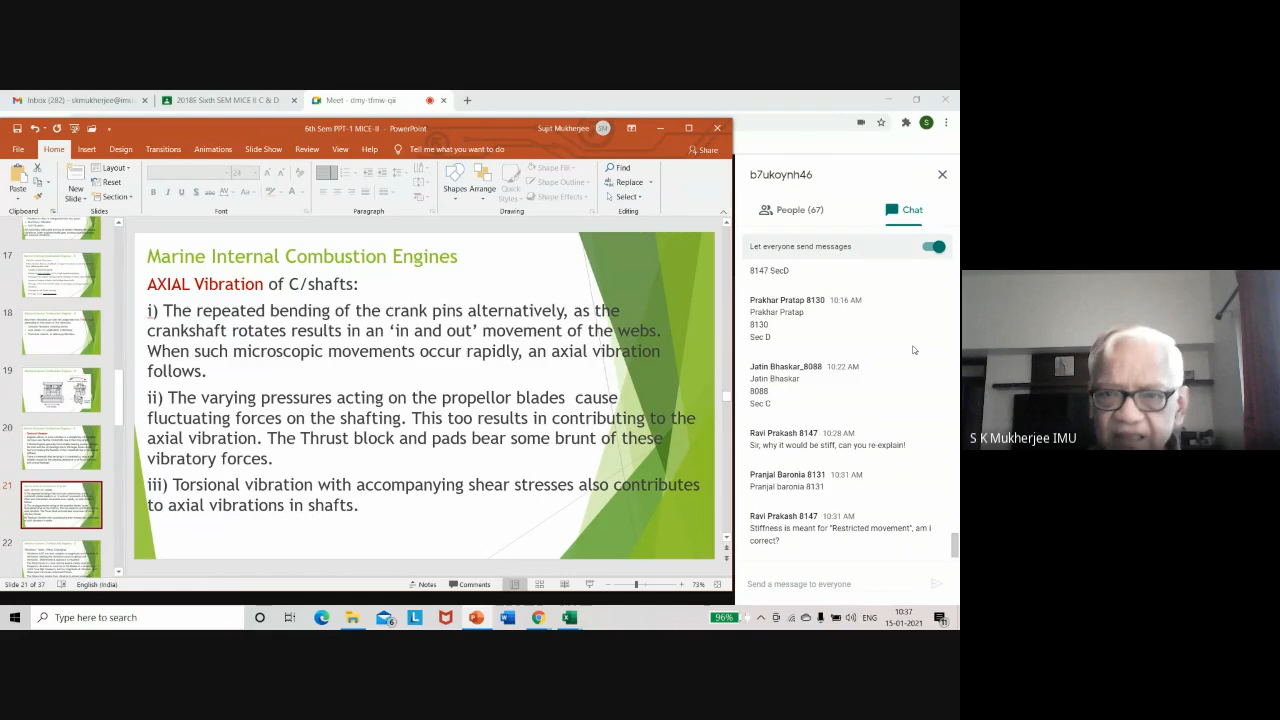 Inbox (282) - skmukherjee@imu.
2018E Sixth SEM MICE II C & D
Meet - dmy-tfmw-qii
6th Sem PPT-1 MICE-II - PowerPoint
Sujit Mukherjee
SM
S
File
Home
Insert
Design
Transitions
Animations
Slide Show
Review
View
Help
Tell me what you want to do
Share
Paste
New
Slide
Layout
Reset
Section
Shapes
Arrange
Quick
Styles
Shape Fill
Shape Outline
Shape Effects
Find
Replace
Select
Clipboard
Slides
Font
Paragraph
Drawing
Editing
17
18
19
20
21
22
Marine Internal Combustion Engines
AXIAL Vibration of C/shafts:
i) The repeated bending of the crank pins alternatively, as the
crankshaft rotates results in an ‘in and out’ movement of the webs.
When such microscopic movements occur rapidly, an axial vibration
follows.
ii) The varying pressures acting on the propellor blades cause
fluctuating forces on the shafting. This too results in contributing to the
axial vibration. The Thrust block and pads bear some brunt of these
vibratory forces.
iii) Torsional vibration with accompanying shear stresses also contributes
to axial vibrations in shafts.
Slide 21 of 37
English (India)
Notes
Comments
73%
b7ukoynh46
People (67)
Chat
Let everyone send messages
8147 SecD
Prakhar Pratap 8130 10:16 AM
Prakhar Pratap
8130
Sec D
Jatin Bhaskar_8088 10:22 AM
Jatin Bhaskar
8088
Sec C
Ravi Prakash 8147 10:28 AM
Sir, why it would be stiff, can you re-explain!
Pranjal Baronia 8131 10:31 AM
Pranjal baronia 8131
Ravi Prakash 8147 10:31 AM
Stiffness is meant for "Restricted movement", am i
correct?
Send a message to everyone
S K Mukherjee IMU
Type here to search
96%
ENG
10:37
15-01-2021